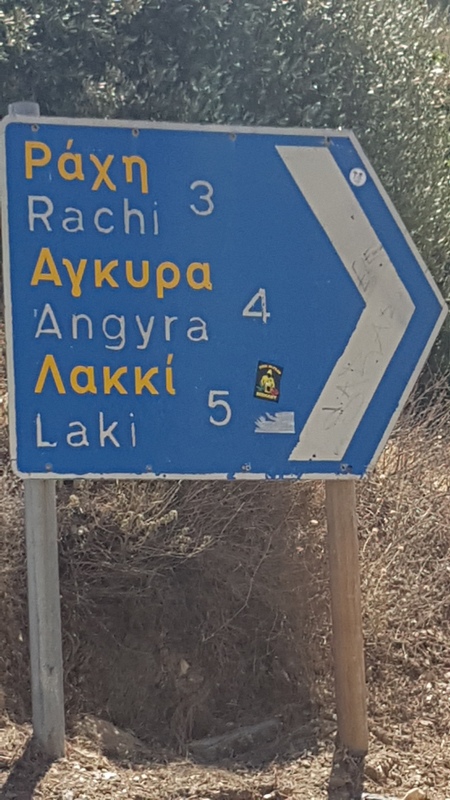 Ράχη
Rachi 3
Αγκυρα
'Angyra 4
Λακκί
Laki 5